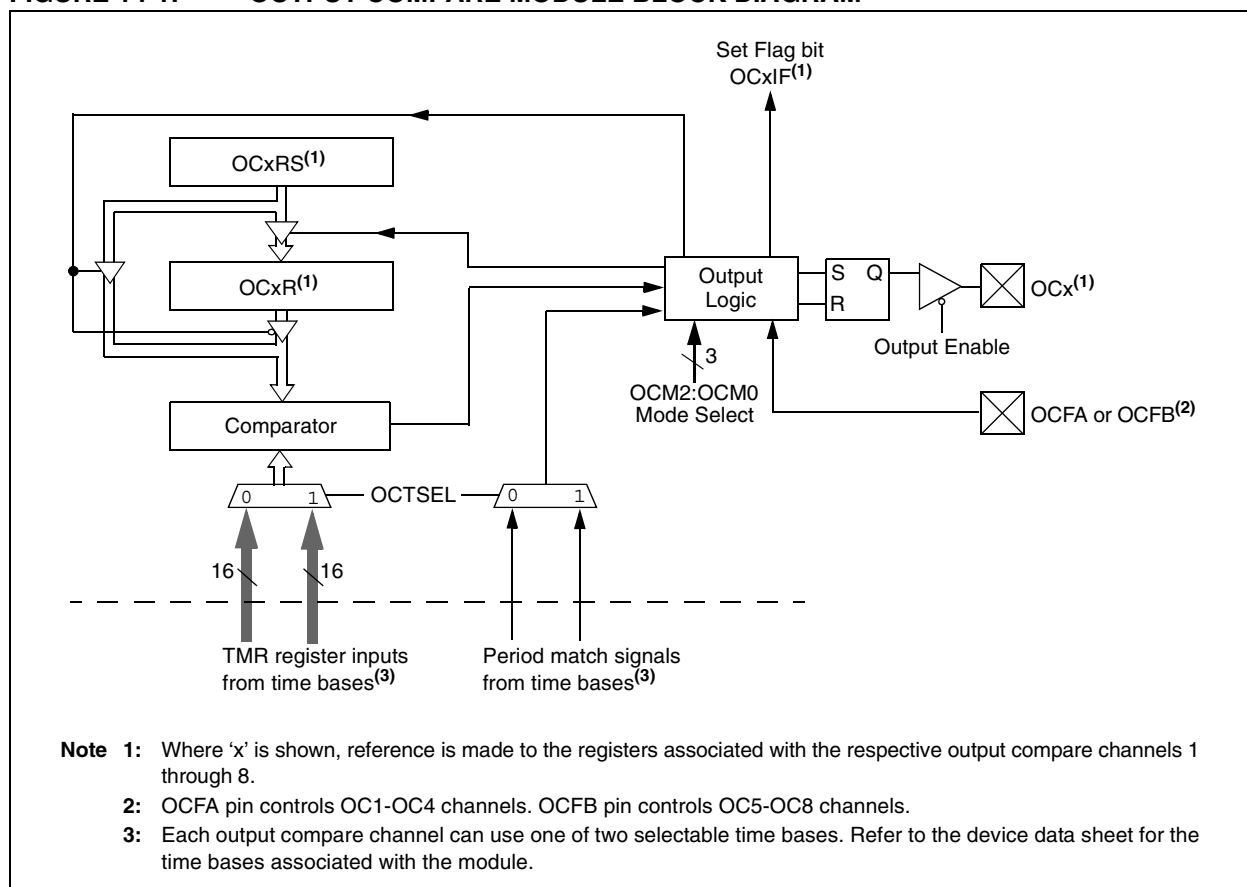 Set Flag bit
OCxIF(1)
OCxRS(1)
OCxR(1)
Output
Logic
S Q
R
OCx(1)
Output Enable
3
OCM2:OCM0
Mode Select
OCFA or OCFB(2)
Comparator
0 1
OCTSEL
0 1
16
16
TMR register inputs
from time bases(3)
Period match signals
from time bases(3)
Note 1: Where ‘x’ is shown, reference is made to the registers associated with the respective output compare channels 1
through 8.
2: OCFA pin controls OC1-OC4 channels. OCFB pin controls OC5-OC8 channels.
3: Each output compare channel can use one of two selectable time bases. Refer to the device data sheet for the
time bases associated with the module.